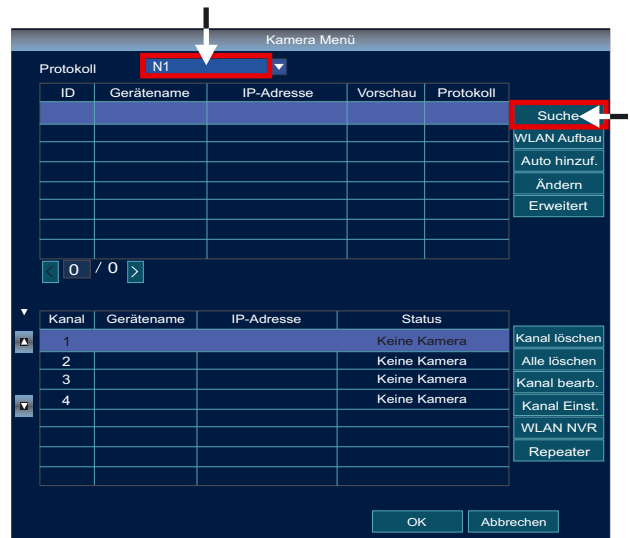 Kamera Menü
Protokoll N1
ID Gerätename IP-Adresse Vorschau Protokoll
Suche
WLAN Aufbau
Auto hinzuf.
Ändern
Erweitert
< 0 / 0 >
Kanal Gerätename IP-Adresse Status
1 Keine Kamera
2 Keine Kamera
3 Keine Kamera
4 Keine Kamera
Kanal löschen
Alle löschen
Kanal bearb.
Kanal Einst.
WLAN NVR
Repeater
OK Abbrechen